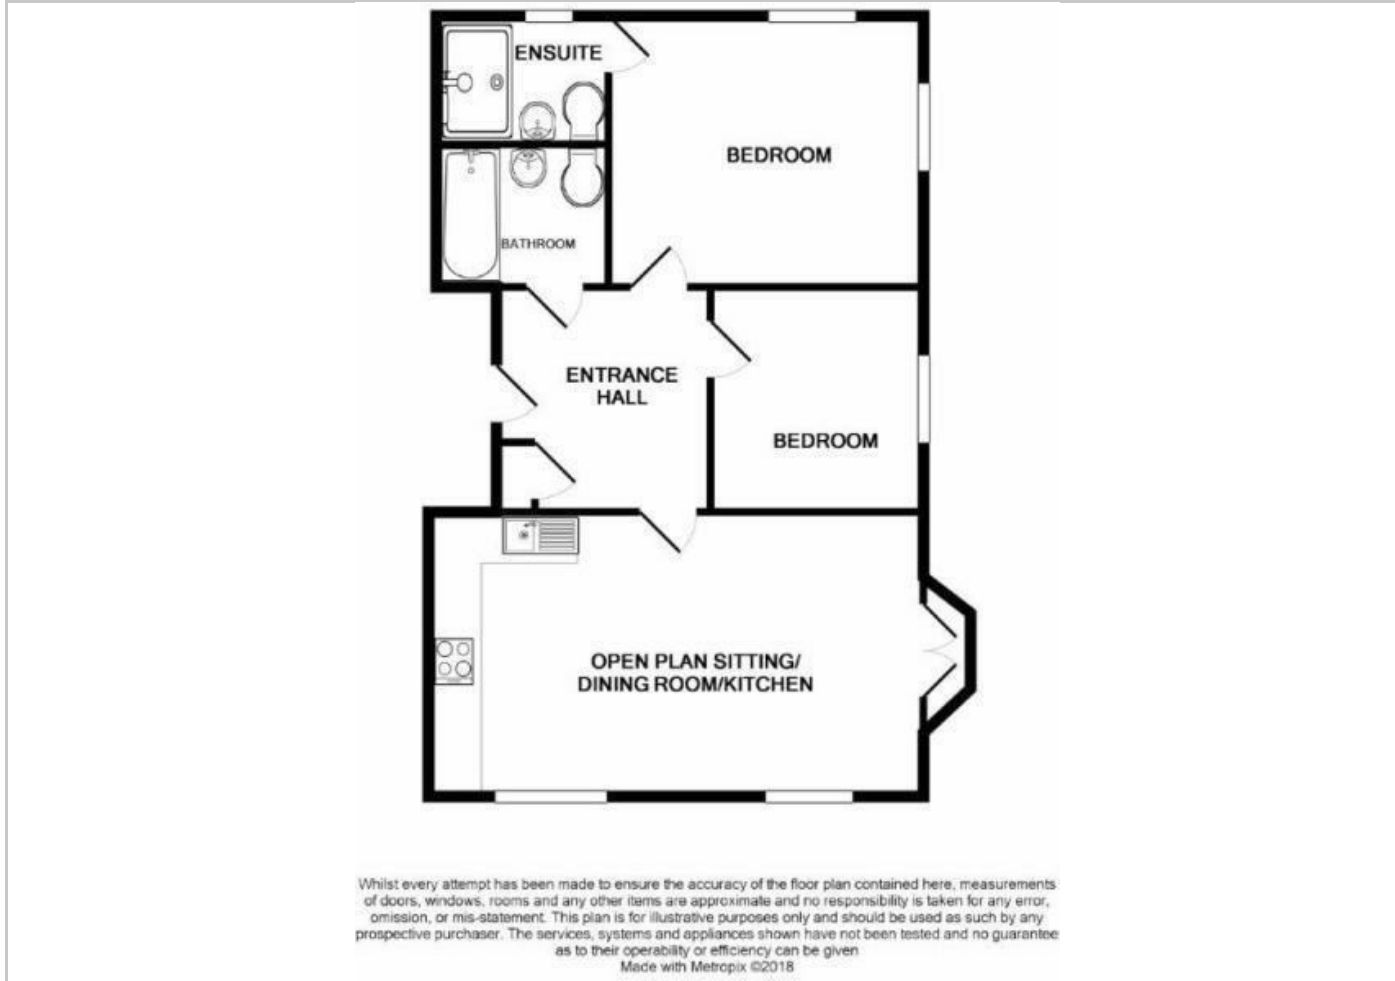 ENSUITE
BEDROOM
BATHROOM
ENTRANCE
HALL
BEDROOM
OPEN PLAN SITTING/
DINING ROOM/KITCHEN
Whilst every attempt has been made to ensure the accuracy of the floor plan contained here, measurements
of doors, windows, rooms and any other items are approximate and no responsibility is taken for any error,
omission, or mis-statement. This plan is for illustrative purposes only and should be used as such by any
prospective purchaser. The services, systems and appliances shown have not been tested and no guarantee
as to their operability or efficiency can be given
Made with Metropix ©2018